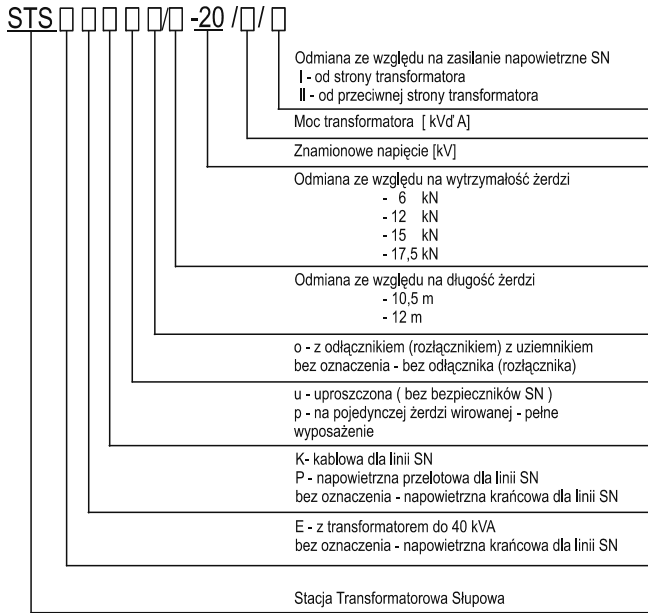 STS□□□□□/□-20/□/□
Odmiana ze względu na zasilanie napowietrzne SN
I - od strony transformatora
II - od przeciwnej strony transformatora
Moc transformatora [ kVď A]
Znamionowe napięcie [kV]
Odmiana ze względu na wytrzymałość żerdzi
- 6 kN
- 12 kN
- 15 kN
- 17,5 kN
Odmiana ze względu na długość żerdzi
- 10,5 m
- 12 m
o - z odłącznikiem (rozłącznikiem) z uziemnikiem
bez oznaczenia - bez odłącznika (rozłącznika)
u - uproszczona ( bez bezpieczników SN )
p - na pojedynczej żerdzi wirowanej - pełne
wyposażenie
K- kablowa dla linii SN
P - napowietrzna przelotowa dla linii SN
bez oznaczenia - napowietrzna krańcowa dla linii SN
E - z transformatorem do 40 kVA
bez oznaczenia - napowietrzna krańcowa dla linii SN
Stacja Transformatorowa Słupowa